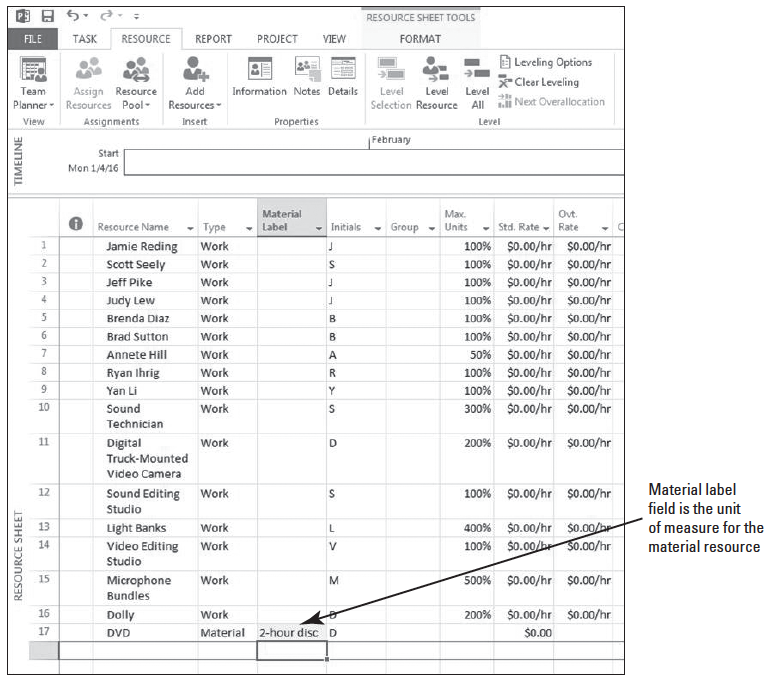 RESOURCE SHEET TOOLS
FILE TASK RESOURCE REPORT PROJECT VIEW FORMAT
Team Planner
Assign Resources
Resource Pool
Add Resources
Information Notes Details
Level Selection
Level Resource
Level All
Leveling Options
Clear Leveling
Next Overallocation
View Assignments Insert Properties Level
TIMELINE
February
Start
Mon 1/4/16
RESOURCE SHEET
Resource Name Type Material Label Initials Group Max. Units Std. Rate Ovt. Rate C
1 Jamie Reding Work J 100% $0.00/hr $0.00/hr
2 Scott Seely Work S 100% $0.00/hr $0.00/hr
3 Jeff Pike Work J 100% $0.00/hr $0.00/hr
4 Judy Lew Work J 100% $0.00/hr $0.00/hr
5 Brenda Diaz Work B 100% $0.00/hr $0.00/hr
6 Brad Sutton Work B 100% $0.00/hr $0.00/hr
7 Annete Hill Work A 50% $0.00/hr $0.00/hr
8 Ryan Ihrig Work R 100% $0.00/hr $0.00/hr
9 Yan Li Work Y 100% $0.00/hr $0.00/hr
10 Sound Technician Work S 300% $0.00/hr $0.00/hr
11 Digital Truck-Mounted Video Camera Work D 200% $0.00/hr $0.00/hr
12 Sound Editing Studio Work S 100% $0.00/hr $0.00/hr
13 Light Banks Work L 400% $0.00/hr $0.00/hr
14 Video Editing Studio Work V 100% $0.00/hr $0.00/hr
15 Microphone Bundles Work M 500% $0.00/hr $0.00/hr
16 Dolly Work D 200% $0.00/hr $0.00/hr
17 DVD Material 2-hour disc D $0.00
Material label
field is the unit
of measure for the
material resource